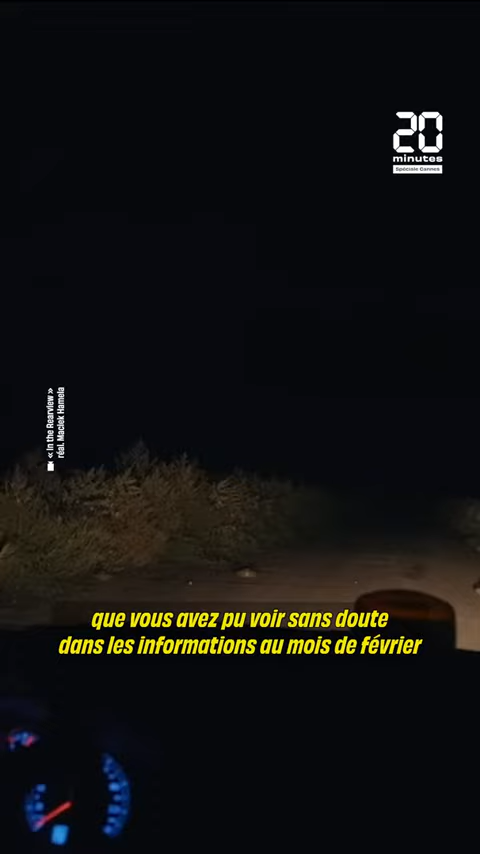 20
minutes
Spéciale Cannes
« In the Rearview »
réal. Maciek Hamela
que vous avez pu voir sans doute
dans les informations au mois de février